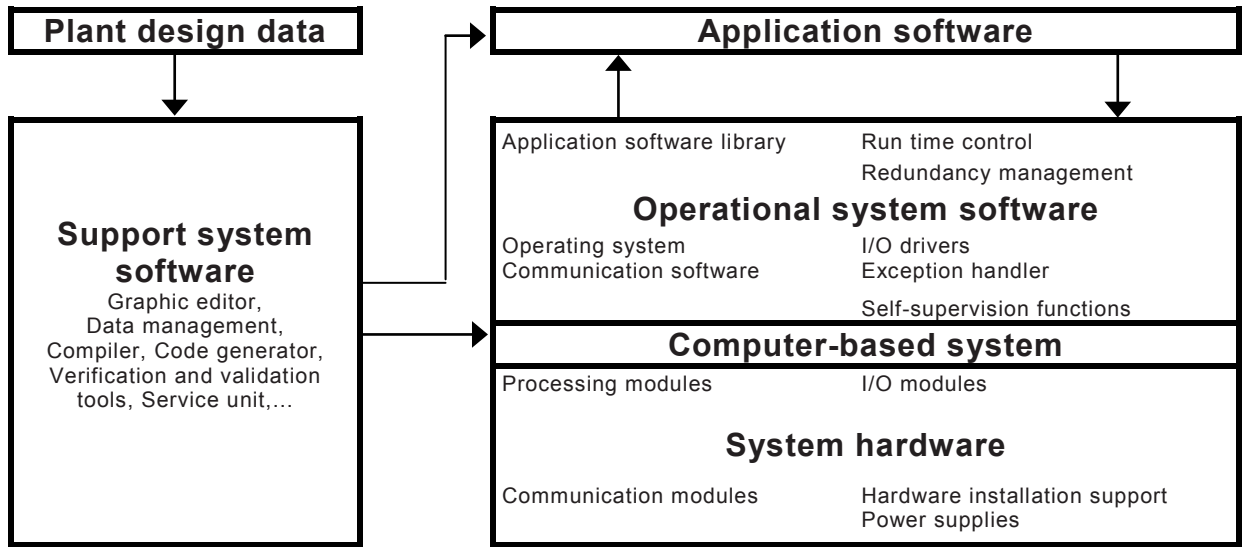 Plant design data
Application software
Support system
software
Graphic editor,
Data management,
Compiler, Code generator,
Verification and validation
tools, Service unit,...
Application software library
Run time control
Redundancy management
Operational system software
Operating system
I/O drivers
Communication software
Exception handler
Self-supervision functions
Computer-based system
Processing modules
I/O modules
System hardware
Communication modules
Hardware installation support
Power supplies